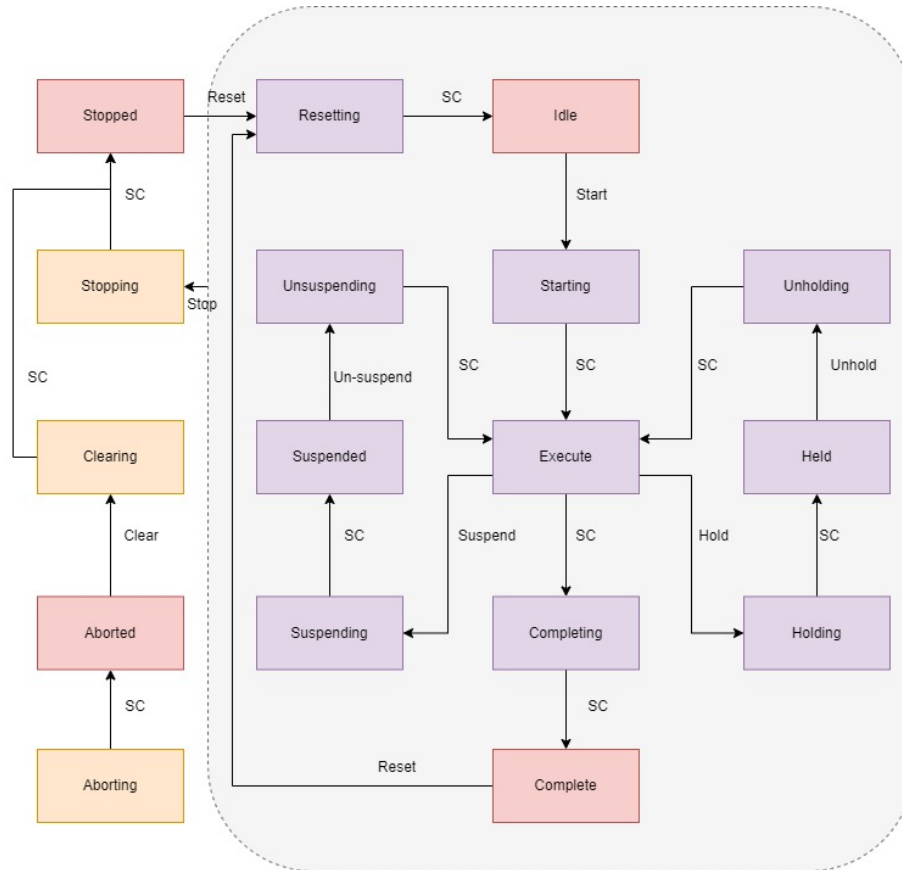 Stopped
Reset
Resetting
SC
Idle
SC
Start
Stopping
Stop
Unsuspending
Starting
Unholding
SC
Un-suspend
SC
SC
SC
Unhold
Clearing
Suspended
Execute
Held
Clear
SC
Suspend
SC
Hold
SC
Aborted
Suspending
Completing
Holding
SC
SC
Reset
Aborting
Complete